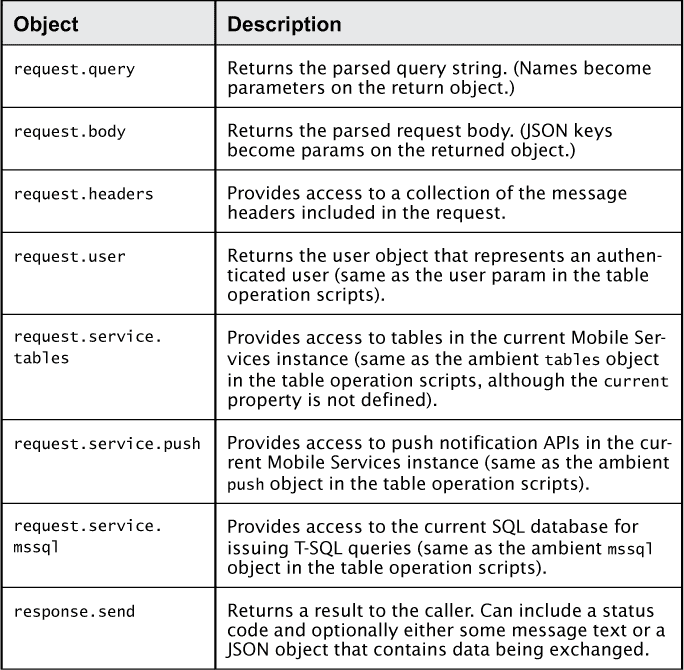 Object Description
request.query Returns the parsed query string. (Names become
parameters on the return object.)
request.body Returns the parsed request body. (JSON keys
become params on the returned object.)
request.headers Provides access to a collection of the message
headers included in the request.
request.user Returns the user object that represents an authen-
ticated user (same as the user param in the table
operation scripts).
request.service. Provides access to tables in the current Mobile Ser-
tables vices instance (same as the ambient tables object
in the table operation scripts, although the current
property is not defined).
request.service.push Provides access to push notification APIs in the cur-
rent Mobile Services instance (same as the ambient
push object in the table operation scripts).
request.service. Provides access to the current SQL database for
mssql issuing T-SQL queries (same as the ambient mssql
object in the table operation scripts).
response.send Returns a result to the caller. Can include a status
code and optionally either some message text or a
JSON object that contains data being exchanged.